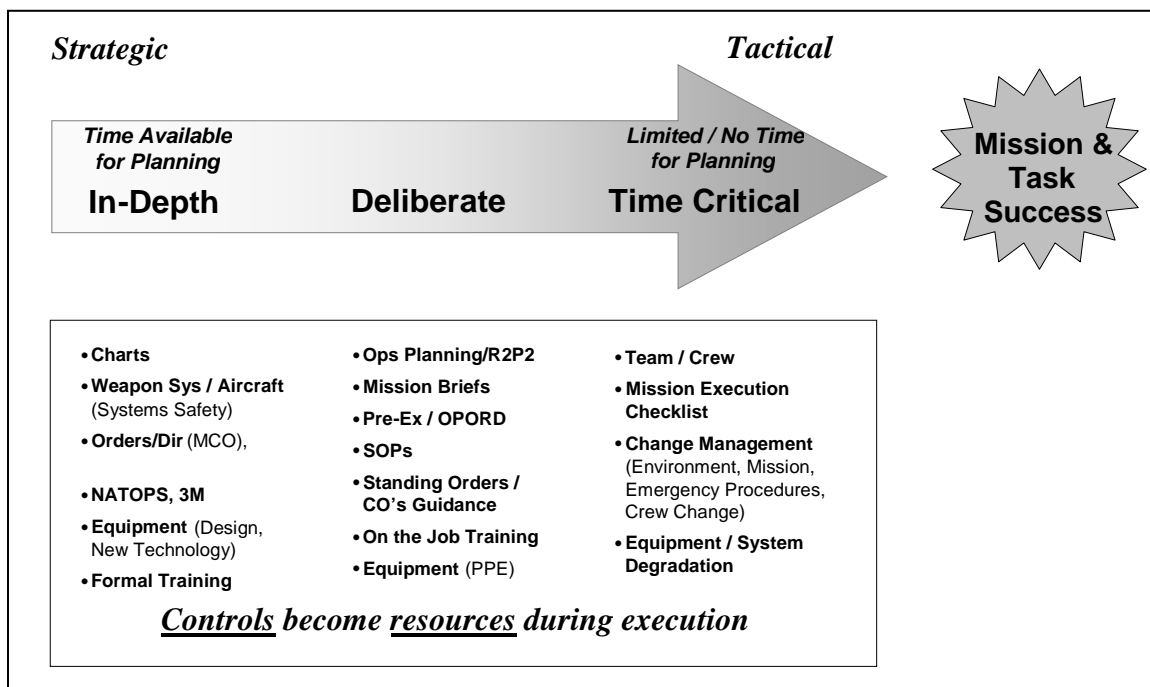 Strategic
Tactical
Time Available
for Planning
In-Depth
Deliberate
Limited / No Time
for Planning
Time Critical
Mission &
Task
Success
• Charts
• Weapon Sys / Aircraft
(Systems Safety)
• Orders/Dir (MCO),
• NATOPS, 3M
• Equipment (Design,
New Technology)
• Formal Training
• Ops Planning/R2P2
• Mission Briefs
• Pre-Ex / OPORD
• SOPs
• Standing Orders /
CO's Guidance
• On the Job Training
• Equipment (PPE)
• Team / Crew
• Mission Execution
Checklist
• Change Management
(Environment, Mission,
Emergency Procedures,
Crew Change)
• Equipment / System
Degradation
Controls become resources during execution